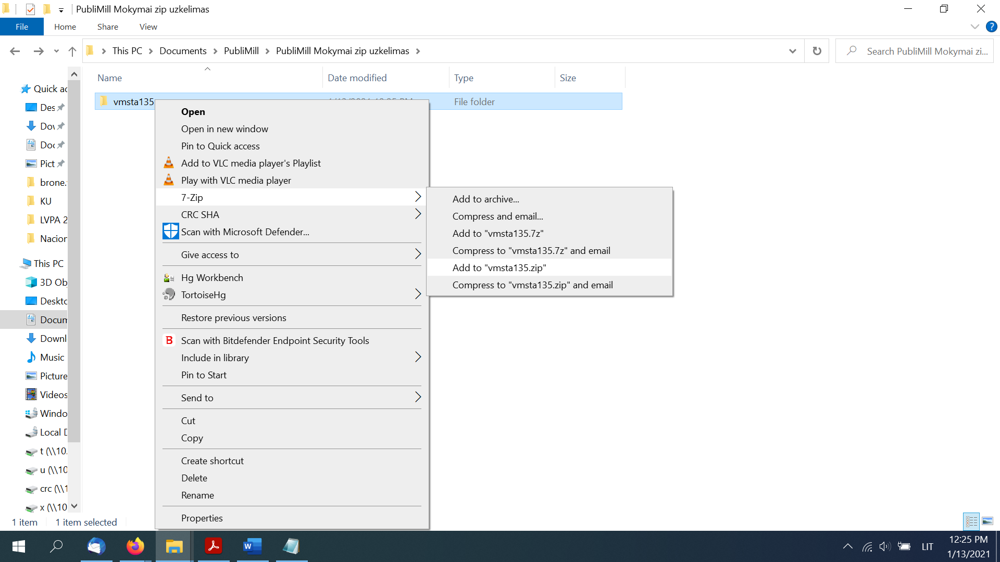 PubliMill Mokymai zip uzkelimas
File Home Share View
This PC Documents PubliMill PubliMill Mokymai zip uzkelimas
Search PubliMill Mokymai zi...
Name Date modified Type Size
vmsta135 File folder
Quick ac
Des
Dov
Doc
Pict
brone.
KU
LVPA 2
Nacior
This PC
3D Ob
Deskto
Docum
Downl
Music
Picture
Videos
Windo
Local D
t (\\10.
u (\\10
crc (\\1
x (\\10
Open
Open in new window
Pin to Quick access
Add to VLC media player's Playlist
Play with VLC media player
7-Zip
CRC SHA
Scan with Microsoft Defender...
Give access to
Hg Workbench
TortoiseHg
Restore previous versions
Scan with Bitdefender Endpoint Security Tools
Include in library
Pin to Start
Send to
Cut
Copy
Create shortcut
Delete
Rename
Properties
Add to archive...
Compress and email...
Add to "vmsta135.7z"
Compress to "vmsta135.7z" and email
Add to "vmsta135.zip"
Compress to "vmsta135.zip" and email
1 item 1 item selected
LIT
12:25 PM
1/13/2021